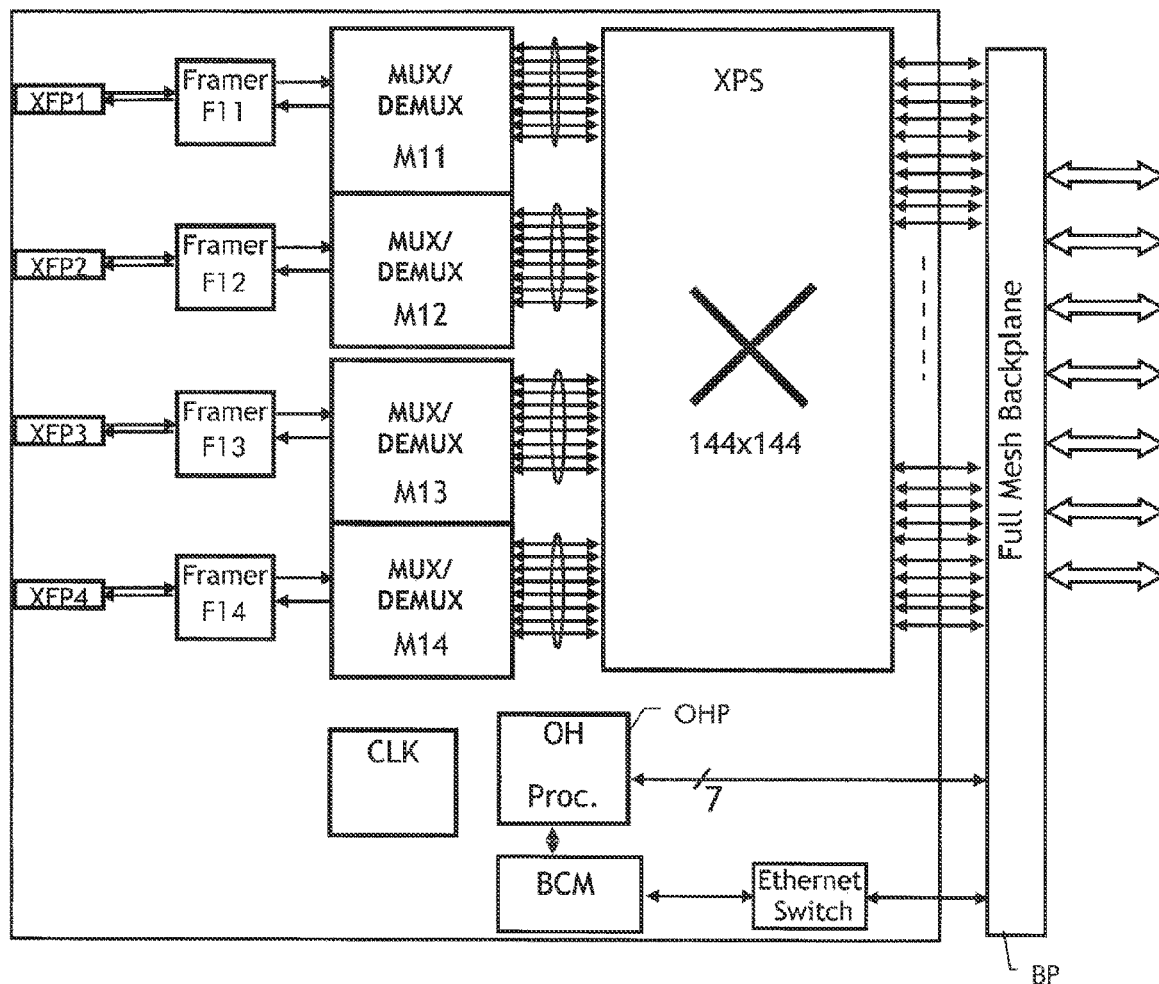 XFP1
Framer
F11
MUX/
DEMUX
M11
XPS
XFP2
Framer
F12
MUX/
DEMUX
M12
XFP3
Framer
F13
MUX/
DEMUX
M13
144x144
XFP4
Framer
F14
MUX/
DEMUX
M14
Full Mesh Backplane
CLK
OH
Proc.
OHP
7
BCM
Ethernet
Switch
BP